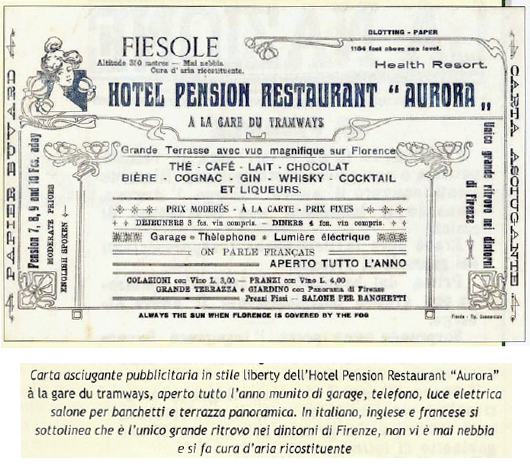 BLOTTING - PAPER
FIESOLE
1154 feet above sea level.
Altitude 350 metres - Mai nebbia
Cura d'aria ricostituente.
Health Resort.
HOTEL PENSION RESTAURANT "AURORA„
À LA GARE DU TRAMWAYS
PAPIER BUVARD
CARTA ASCIUGANTE
Pension 7, 8, 9 and 10 Fcs. aday
MODERATE PRICES
ENGLISH SPOKEN
Unico grande ritrovo nei dintorni
di Firenze
Grande Terrasse avec vue magnifique sur Florence
THÉ - CAFÉ - LAIT - CHOCOLAT
BIÈRE - COGNAC - GIN - WHISKY - COCKTAIL
ET LIQUEURS.
PRIX MODERÉS - À LA CARTE - PRIX FIXES
DEJEUNERS 3 fcs. vin compris. - DINERS 4 fcs. vin compris.
Garage • Thèlephone • Lumière éléctrique
ON PARLE FRANÇAIS
APERTO TUTTO L'ANNO
COLAZIONI con Vino L. 3,00 - PRANZI con Vino L. 4,00
GRANDE TERRAZZA e GIARDINO con Panorama di Firenze
Prezzi Fissi - SALONE PER BANCHETTI
ALWAYS THE SUN WHEN FLORENCE IS COVERED BY THE FOG
Carta asciugante pubblicitaria in stile liberty dell'Hotel Pension Restaurant "Aurora"
à la gare du tramways, aperto tutto l'anno munito di garage, telefono, luce elettrica
salone per banchetti e terrazza panoramica. In italiano, inglese e francese si
sottolinea che è l'unico grande ritrovo nei dintorni di Firenze, non vi è mai nebbia
e si fa cura d'aria ricostituente